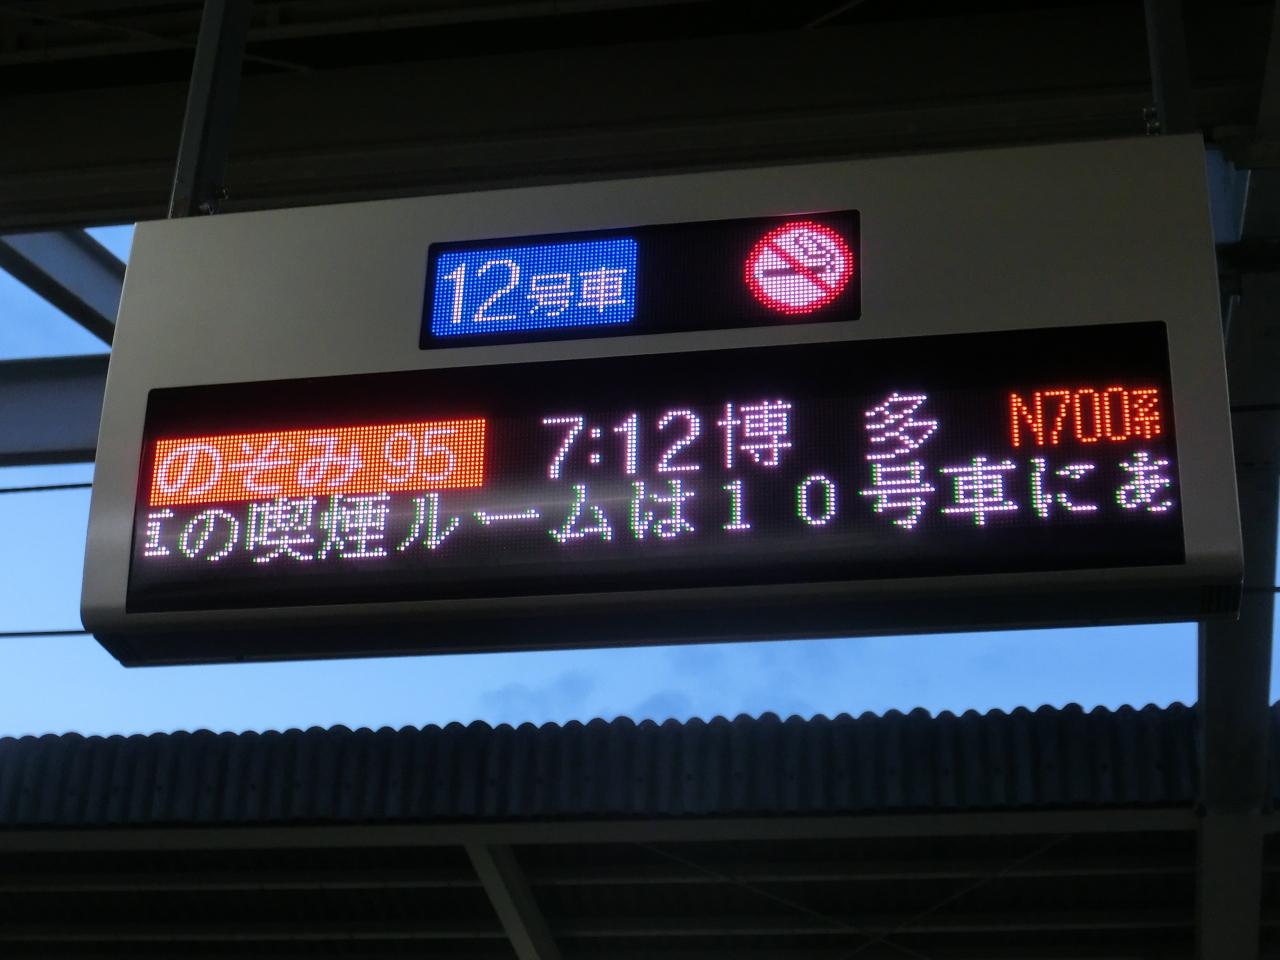 12号車
のぞみ 95 7:12 博 多 N700系
の喫煙ルームは10号車にあ